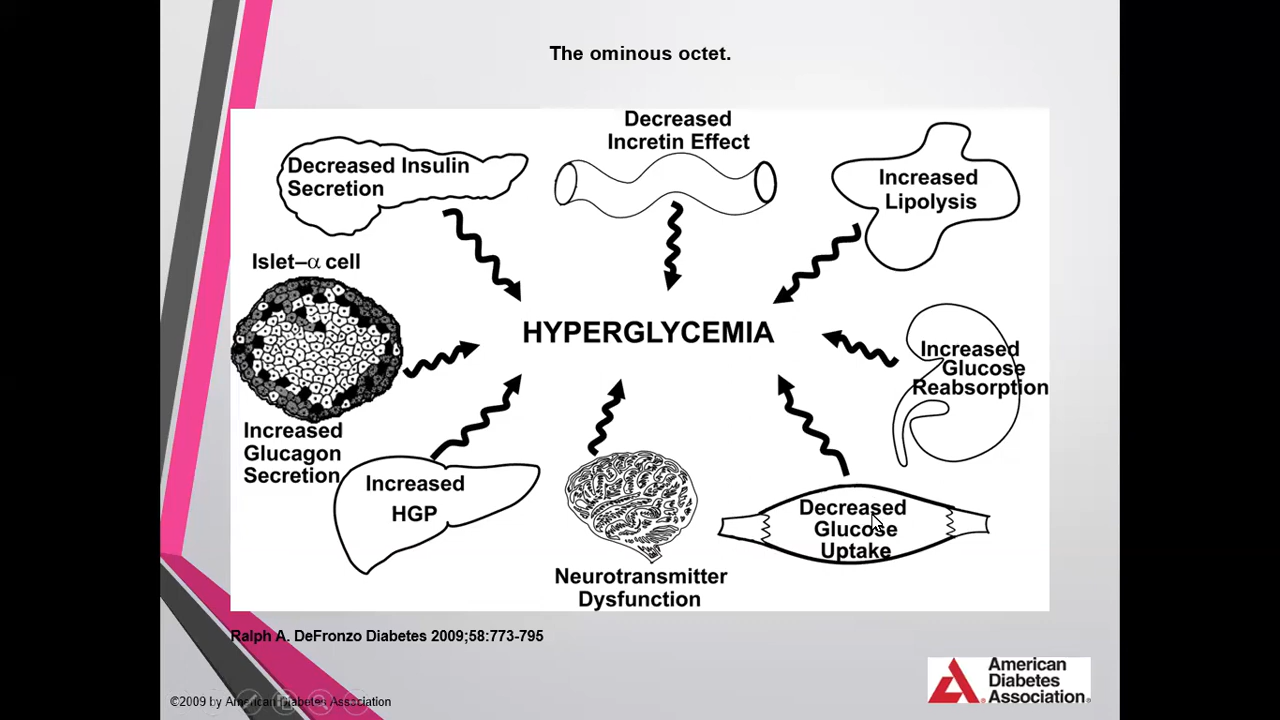 The ominous octet.
Decreased Insulin
Secretion
Decreased
Incretin Effect
Increased
Lipolysis
Islet–α cell
HYPERGLYCEMIA
Increased
Glucose
Reabsorption
Increased
Glucagon
Secretion
Increased
HGP
Neurotransmitter
Dysfunction
Decreased
Glucose
Uptake
Ralph A. DeFronzo Diabetes 2009;58:773-795
©2009 by American Diabetes Association
American
Diabetes
Association.